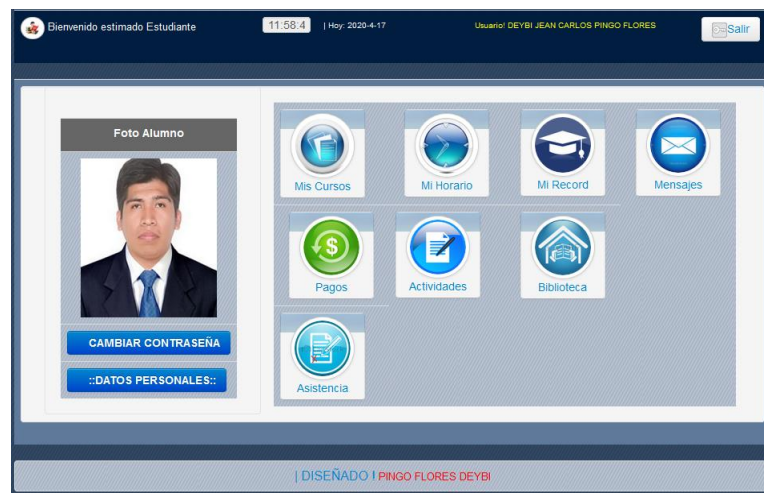 Bienvenido estimado Estudiante 11:58:4 | Hoy: 2020-4-17 Usuario! DEYBI JEAN CARLOS PINGO FLORES Salir
Foto Alumno
Mis Cursos Mi Horario Mi Record Mensajes
Pagos Actividades Biblioteca
CAMBIAR CONTRASEÑA
::DATOS PERSONALES::
Asistencia
| DISEÑADO ! PINGO FLORES DEYBI